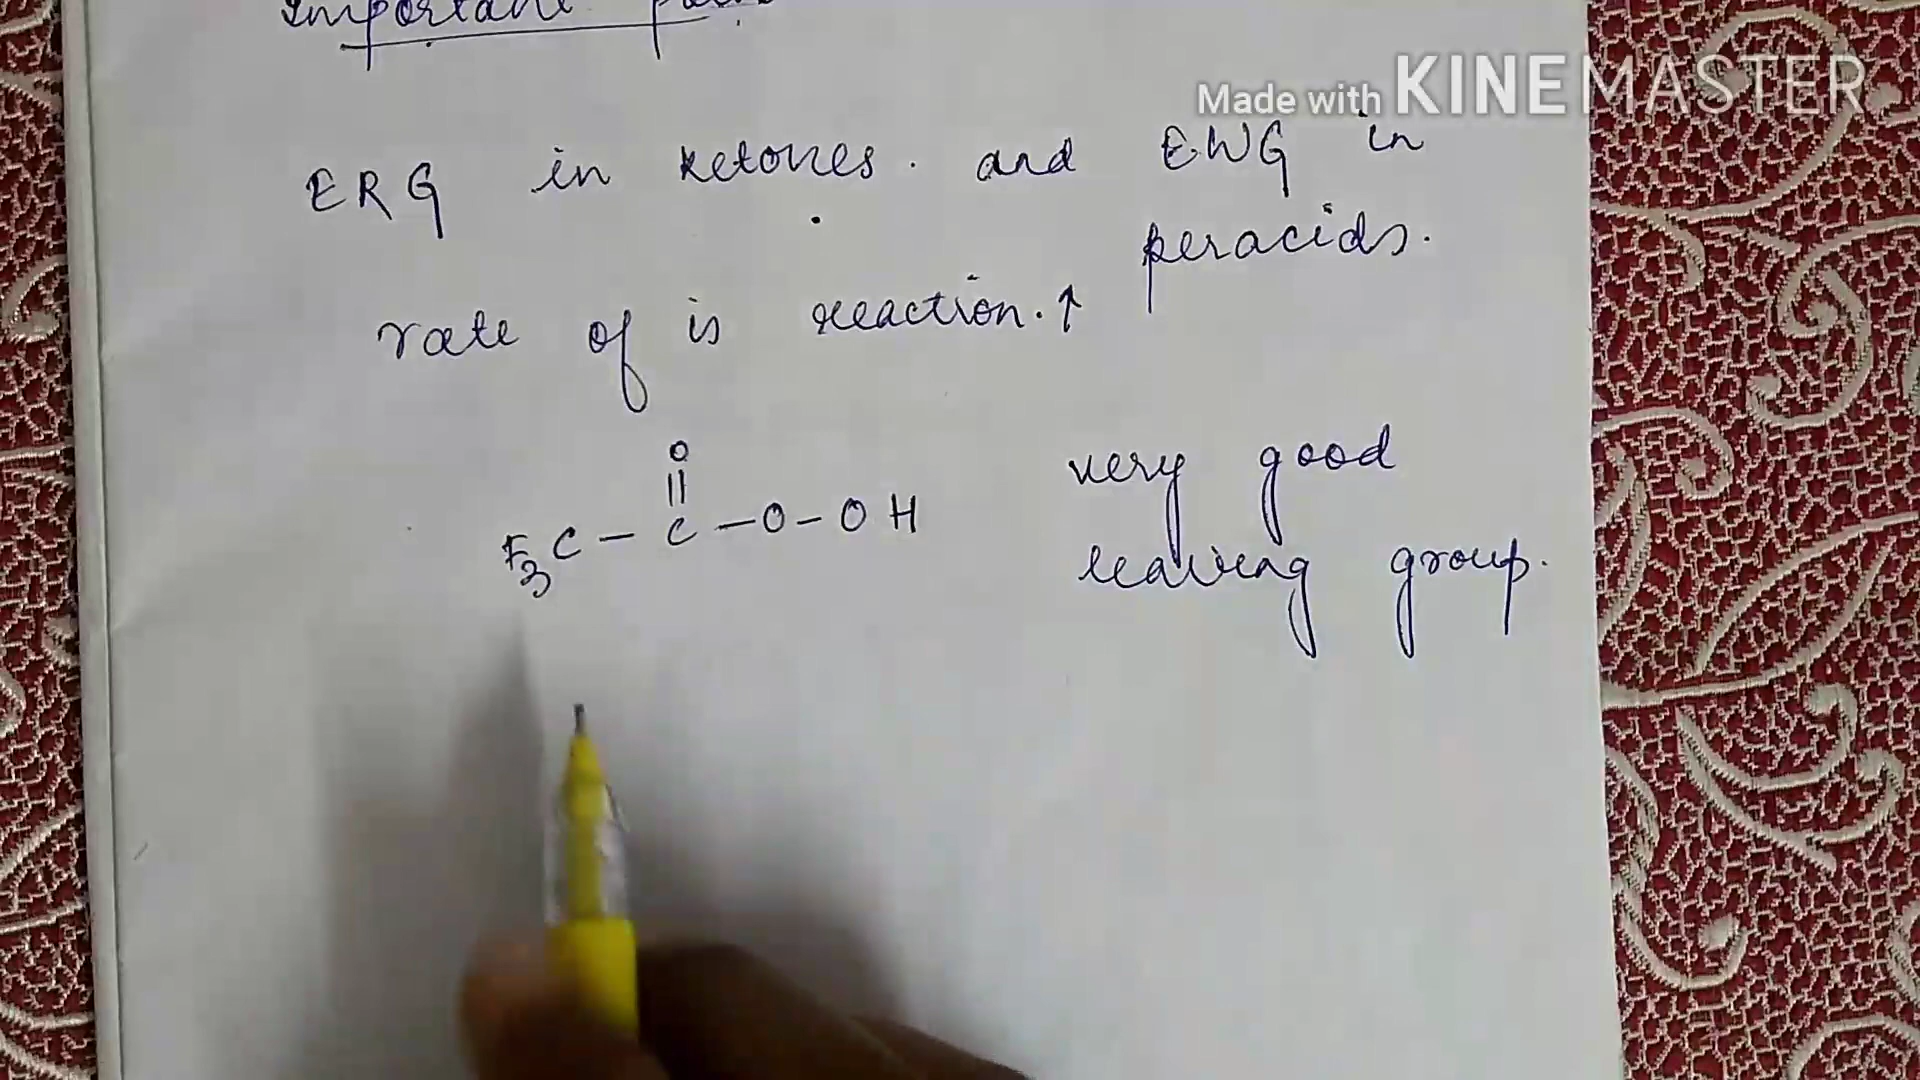 Important
Made with KINEMASTER
ERG in ketones. and EWG in
peracids.
rate of is reaction. ↑
O
||
F3C - C - O - OH
very good
leaving group.